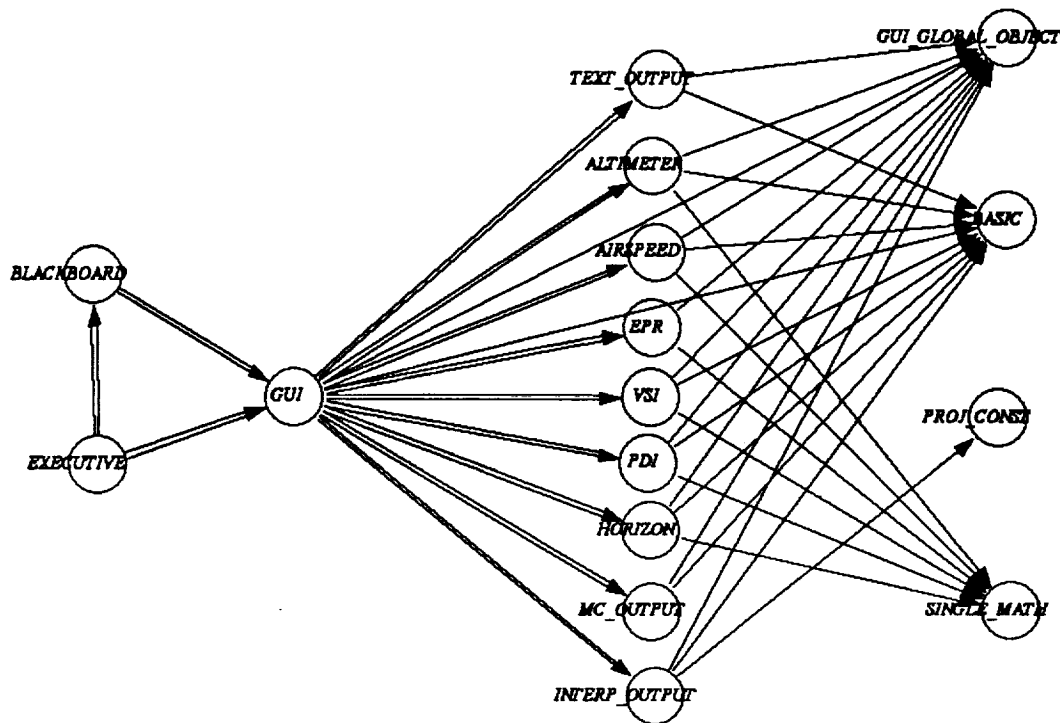 GUI_GLOBAL_OBJECT
TEXT_OUTPUT
ALTIMETER
BASIC
AIRSPEED
BLACKBOARD
EPR
GUI
VSI
PROJ_CONST
EXECUTIVE
PDI
HORIZON
MC_OUTPUT
SINGLE_MATH
INTERP_OUTPUT